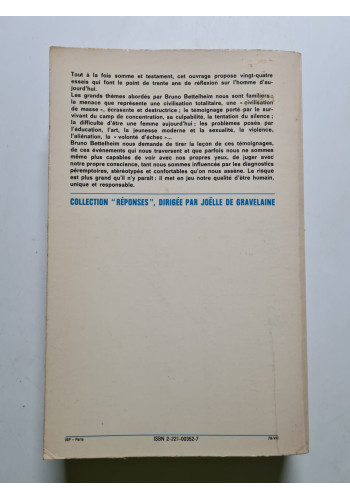 Tout à la fois somme et testament, cet ouvrage propose vingt-quatre
essais qui font le point de trente ans de réflexion sur l'homme d'au-
jourd'hui.
Les grands thèmes abordés par Bruno Bettelheim nous sont familiers :
la menace que représente une civilisation totalitaire, une « civilisation
de masse », écrasante et destructrice ; la témoignage porté par le sur-
vivant du camp de concentration, sa culpabilité, la tentation du silence ;
la difficulté d'être une femme aujourd'hui ; les problèmes posés par
l'éducation, l'art, la jeunesse moderne et la sexualité, la violence,
l'aliénation, la « volonté d'échec »...
Bruno Bettelheim nous demande de tirer la leçon de ces témoignages,
de ces événements qui nous traversent et que parfois nous ne sommes
même plus capables de voir avec nos propres yeux, de juger avec
notre propre conscience, tant nous sommes influencés par les diagnostics
péremptoires, stéréotypés et confortables qu'on nous assène. Le risque
est plus grand qu'il n'y paraît : il met en jeu notre qualité d'être humain,
unique et responsable.
COLLECTION "RÉPONSES", DIRIGÉE PAR JOËLLE DE GRAVELAINE
ISBN 2-221-00352-7